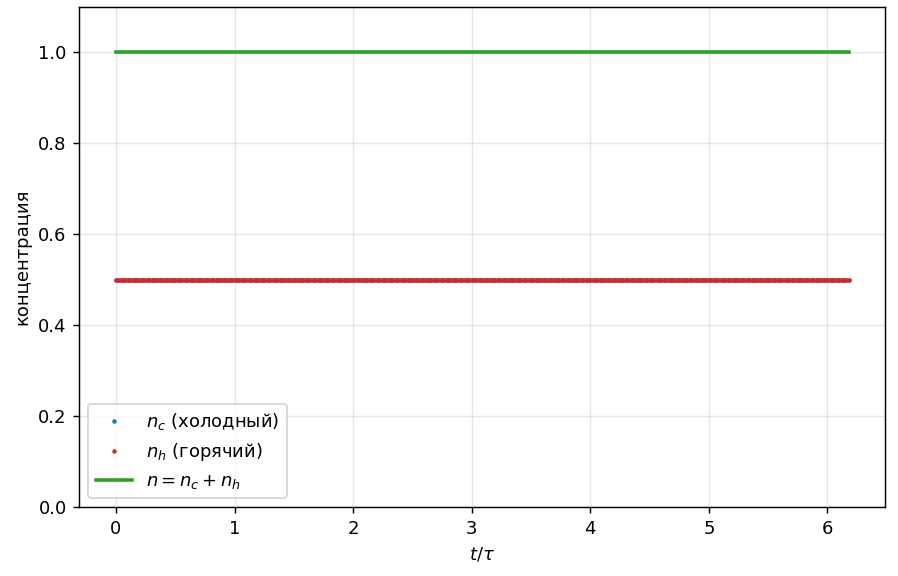 1.0
0.8
0.6
0.4
0.2
0.0
концентрация
n_c (холодный)
n_h (горячий)
n = n_c + n_h
0 1 2 3 4 5 6
t/τ